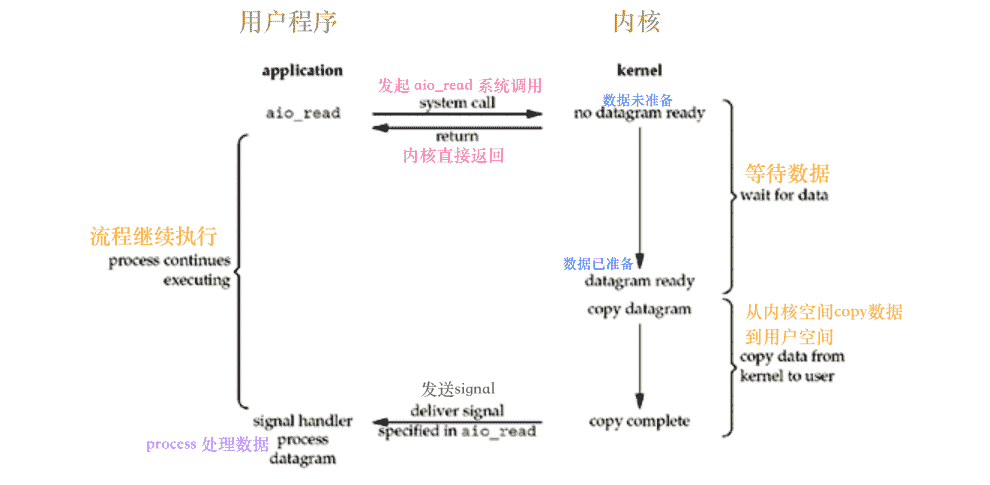 用户程序
内核
application
kernel
发起 aio_read 系统调用
system call
aio_read
数据未准备
no datagram ready
return
内核直接返回
等待数据
wait for data
流程继续执行
process continues
executing
数据已准备
datagram ready
copy datagram
从内核空间copy数据
到用户空间
copy data from
kernel to user
发送signal
deliver signal
specified in aio_read
copy complete
signal handler
process
datagram
process 处理数据